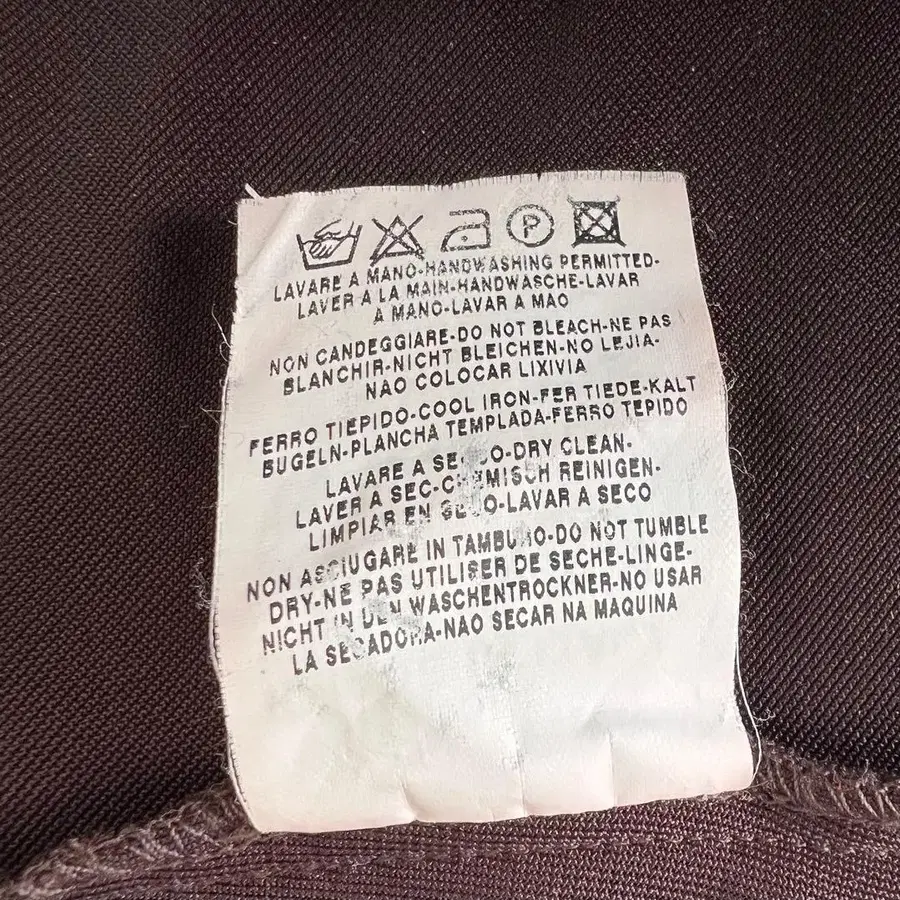 P
LAVARE A MANO-HANDWASHING PERMITTED-
LAVER A LA MAIN-HANDWASCHE-LAVAR
A MANO-LAVAR A MAO
NON CANDEGGIARE-DO NOT BLEACH-NE PAS
BLANCHIR-NICHT BLEICHEN-NO LEJIA-
NAO COLOCAR LIXIVIA
FERRO TIEPIDO-COOL IRON-FER TIEDE-KALT
BUGELN-PLANCHA TEMPLADA-FERRO TEPIDO
LAVARE A DRY CLEAN-
LAVER A SEC-CHEMISCH REINIGEN-
LIMPIAR EN LAVAR A SECO
NON ASCIUGARE IN TAMBURO-DO NOT TUMBLE
DRY-NE PAS UTILISER DE SECHE-LINGE-
NICHT IN DEN WASCHENTROCKNER-NO USAR
LA SECADORA-NAO SECAR NA MAQUINA